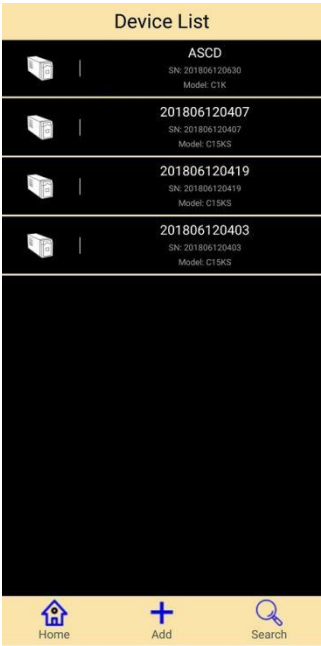 Device List
ASCD
SN: 201806120630
Model: C1K
201806120407
SN: 201806120407
Model: C15KS
201806120419
SN: 201806120419
Model: C15KS
201806120403
SN: 201806120403
Model: C15KS
Home Add Search